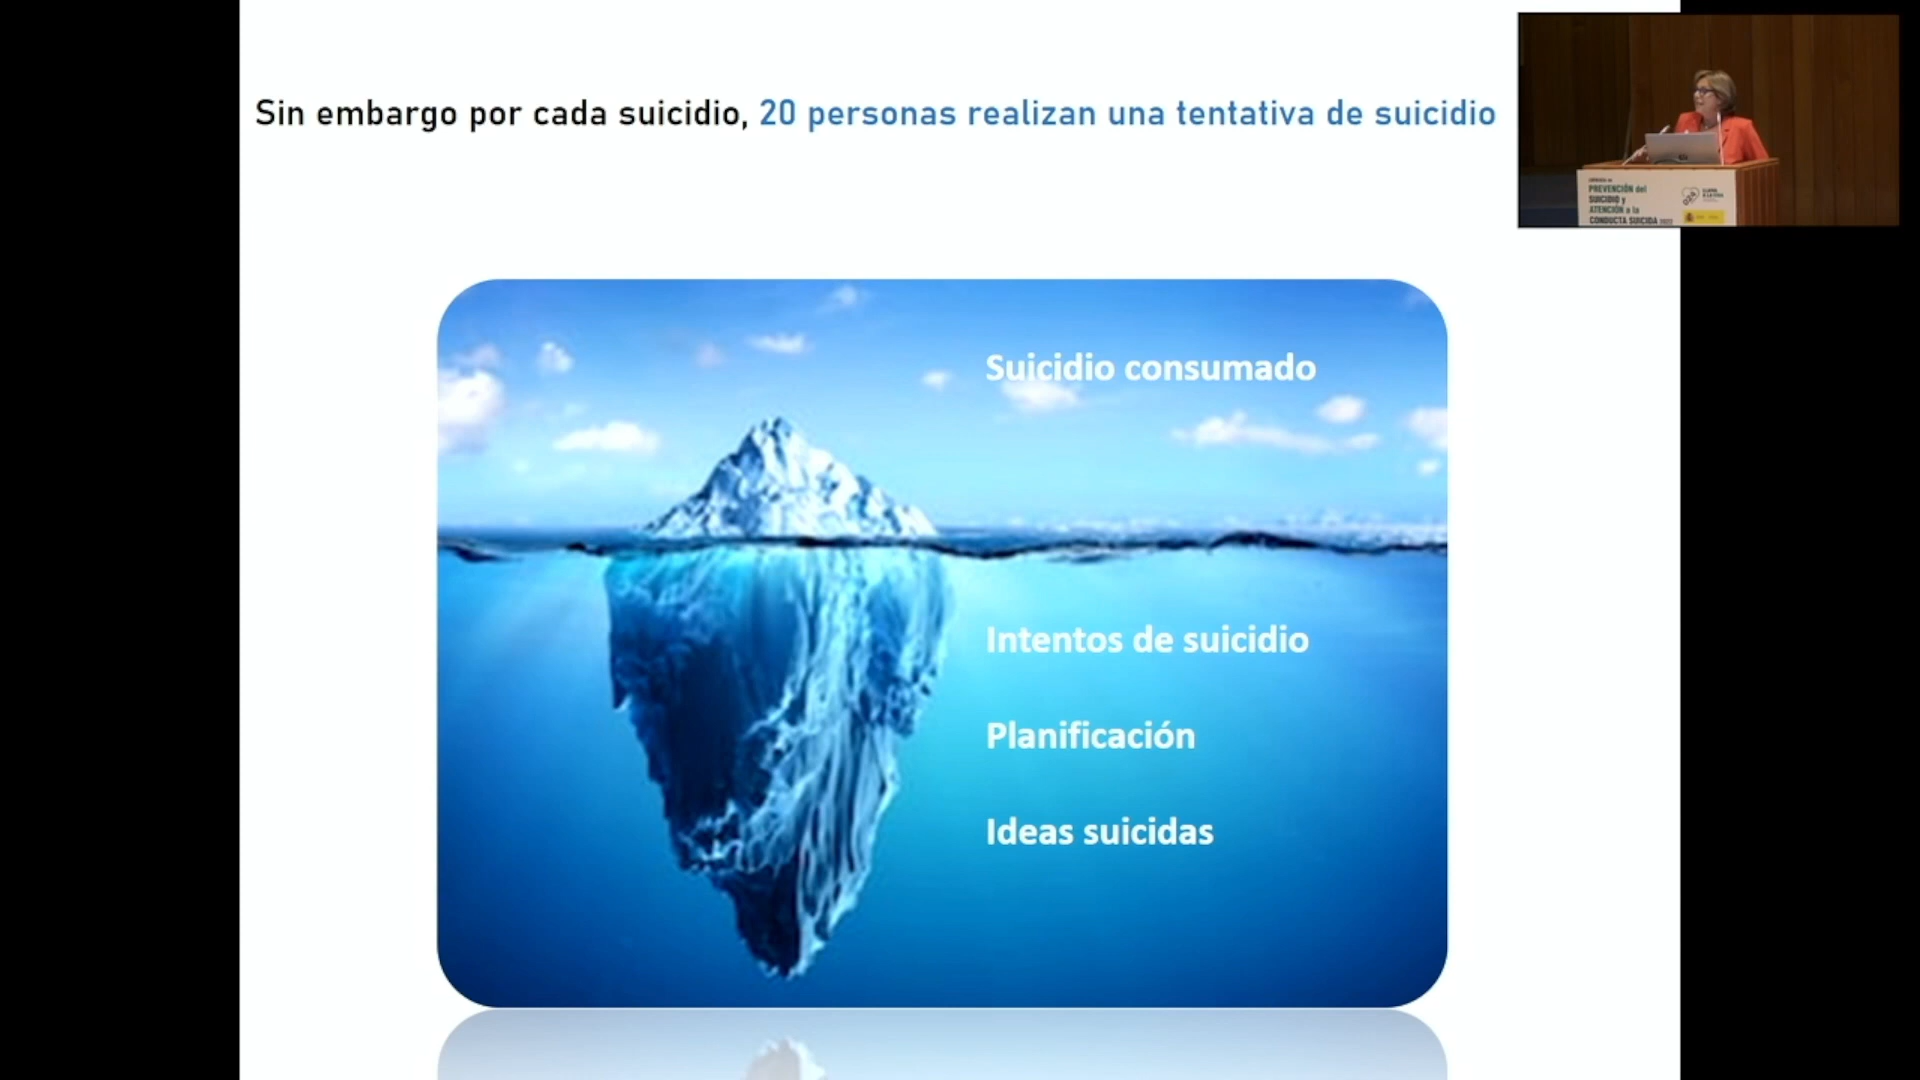 Sin embargo por cada suicidio, 20 personas realizan una tentativa de suicidio
PREVENCIÓN del
SUICIDIO y
ATENCIÓN a la
CONDUCTA SUICIDA 2022
Suicidio consumado
Intentos de suicidio
Planificación
Ideas suicidas